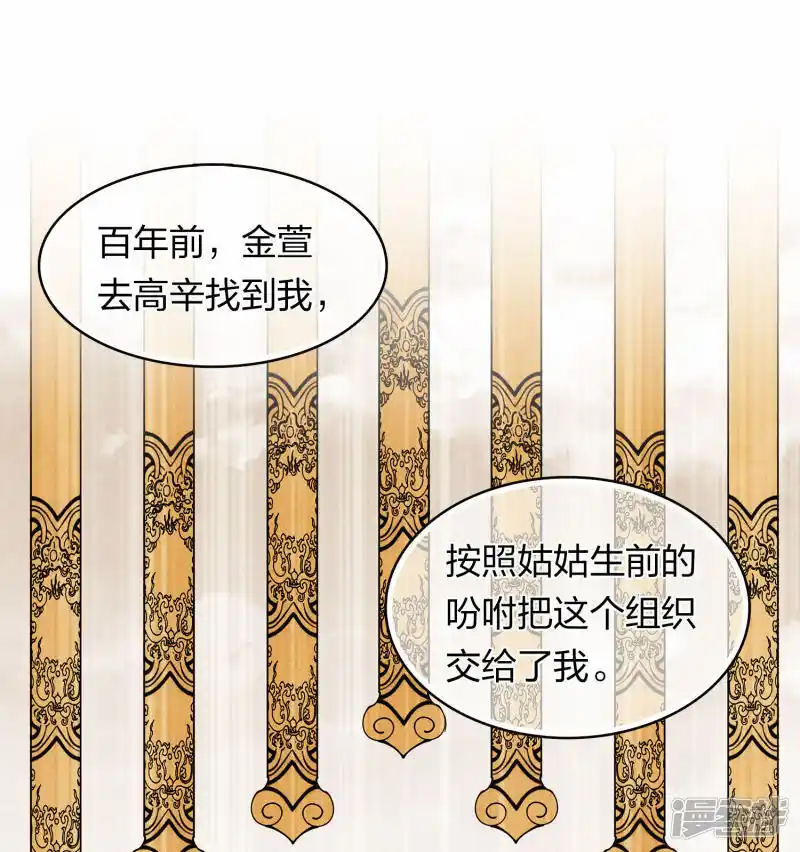 百年前，金萱
去高辛找到我，
按照姑姑生前的
吩咐把这个组织
交给了我。
漫客栈